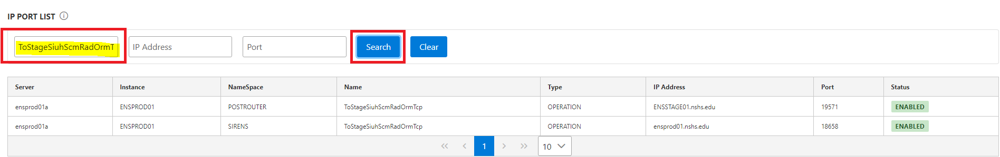 IP PORT LIST
ToStageSiuhScmRadOrmT IP Address Port Search Clear
Server Instance NameSpace Name Type IP Address Port Status
ensprod01a ENSPROD01 POSTROUTER ToStageSiuhScmRadOrmTcp OPERATION ENSSTAGE01.nshs.edu 19571 ENABLED
ensprod01a ENSPROD01 SIRENS ToStageSiuhScmRadOrmTcp OPERATION ensprod01.nshs.edu 18658 ENABLED
1 10